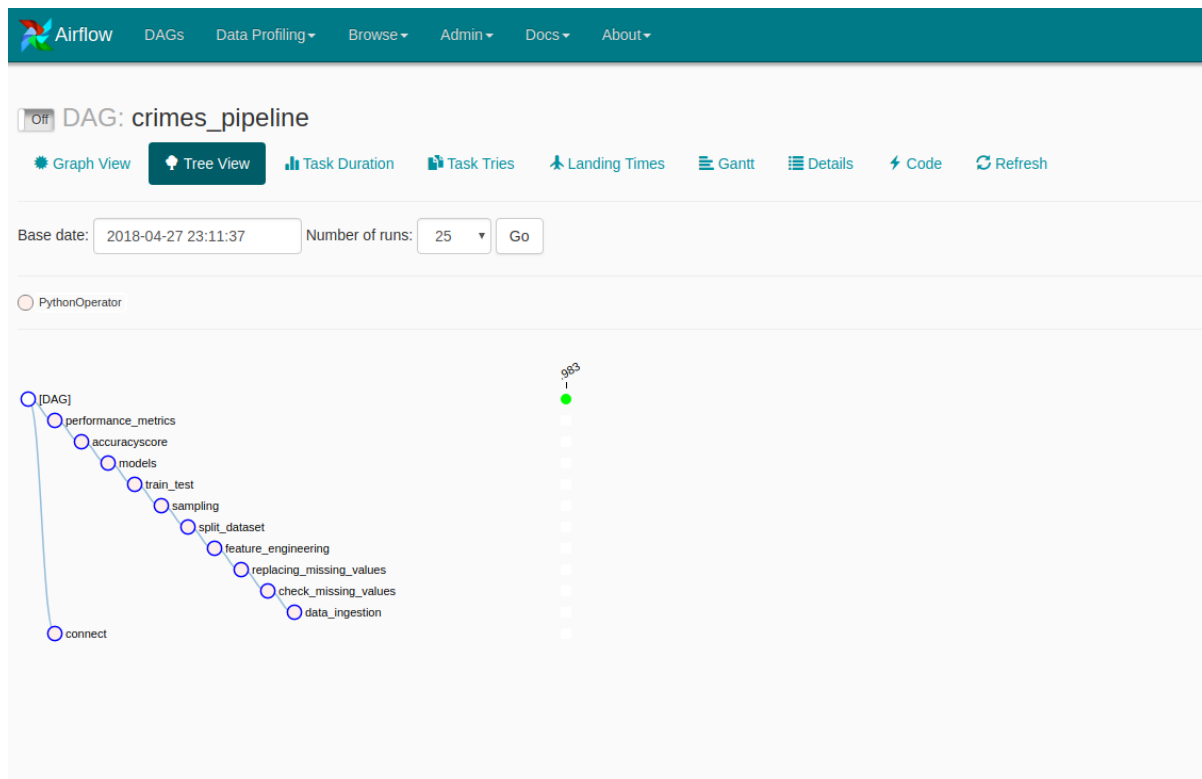 Airflow DAGs Data Profiling Browse Admin Docs About
Off DAG: crimes_pipeline
Graph View Tree View Task Duration Task Tries Landing Times Gantt Details Code Refresh
Base date: 2018-04-27 23:11:37 Number of runs: 25 Go
PythonOperator
.983
[DAG]
performance_metrics
accuracyscore
models
train_test
sampling
split_dataset
feature_engineering
replacing_missing_values
check_missing_values
data_ingestion
connect